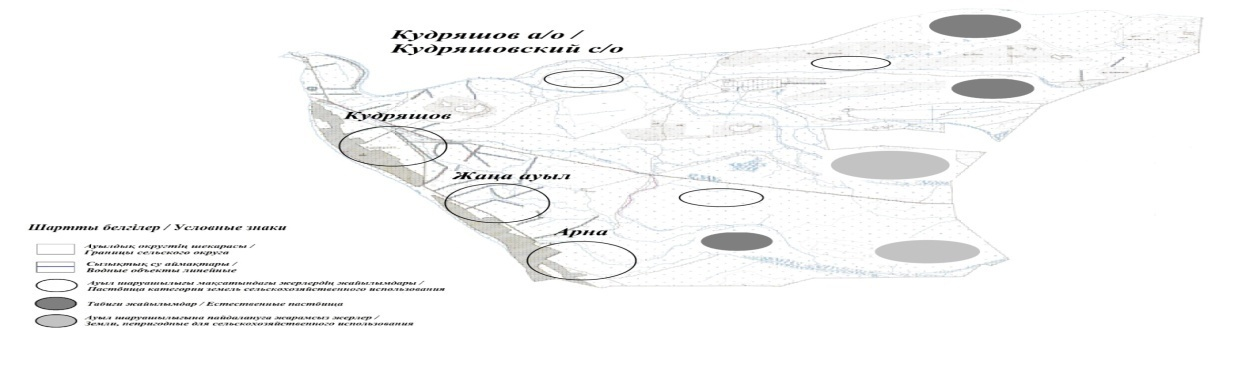 Кудряшов а/о /
Кудряшовский с/о
Кудряшов
Жаңа ауыл
Арна
Шартты белгілер / Условные знаки
Ауылдық округтің шекарасы /
Границы сельского округа
Сызықтық су аймақтары /
Водные объекты линейные
Ауыл шаруашылығы мақсатындағы жерлердің жайылымдары /
Пастбища категории земель сельскохозяйственного использования
Табиғи жайылымдар / Естественные пастбища
Ауыл шарушылығына пайдалануға жарамсыз жерлер /
Земли, непригодные для сельскохозяйственного использования